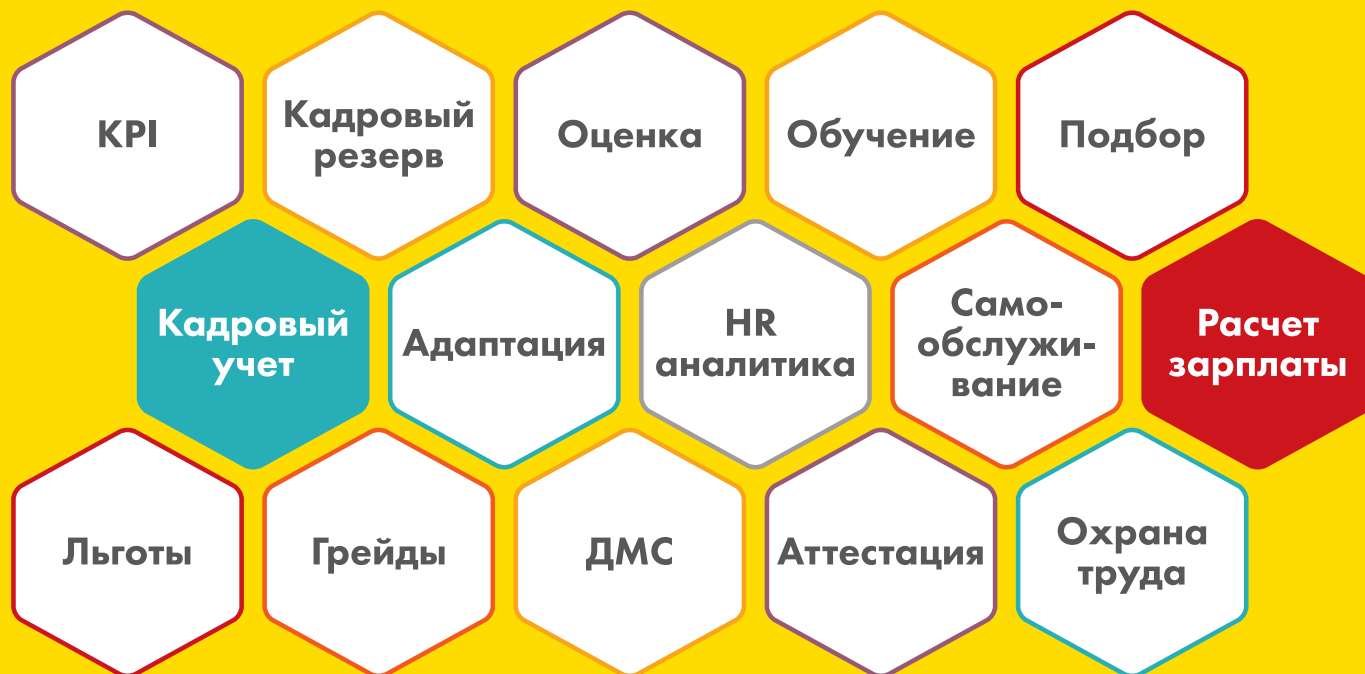 KPI
Кадровый
резерв
Оценка
Обучение
Подбор
Кадровый
учет
Адаптация
HR
аналитика
Само-
обслужи-
вание
Расчет
зарплаты
Льготы
Грейды
ДМС
Аттестация
Охрана
труда